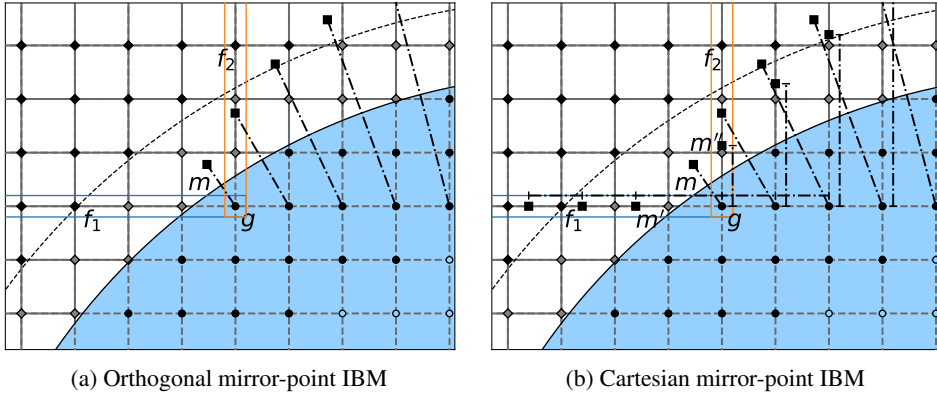 f₂
m
f₁
g
f₂
m″
m
f₁
m′
g
(a) Orthogonal mirror-point IBM
(b) Cartesian mirror-point IBM